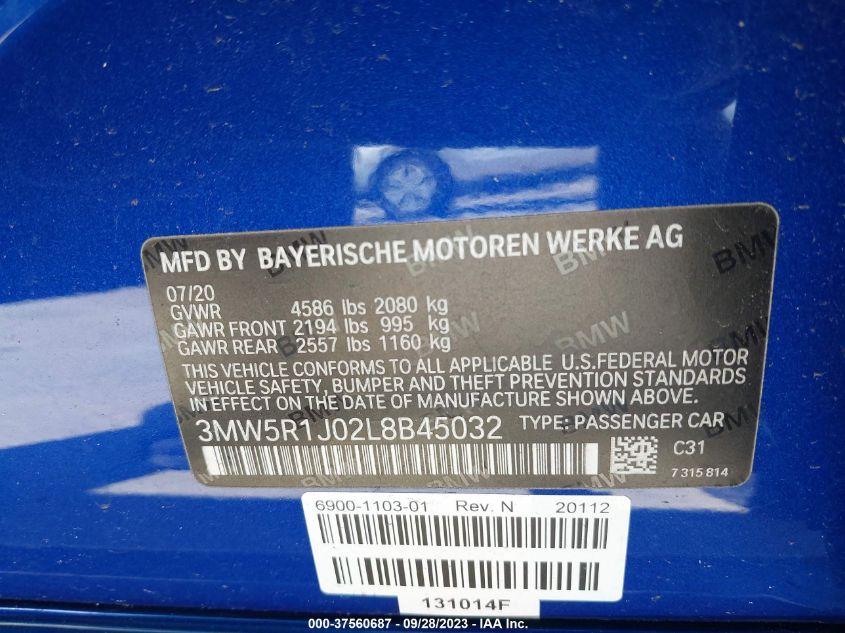 MFD BY BAYERISCHE MOTOREN WERKE AG
07/20
GVWR 4586 lbs 2080 kg
GAWR FRONT 2194 lbs 995 kg
GAWR REAR 2557 lbs 1160 kg
THIS VEHICLE CONFORMS TO ALL APPLICABLE U.S.FEDERAL MOTOR
VEHICLE SAFETY, BUMPER AND THEFT PREVENTION STANDARDS
IN EFFECT ON THE DATE OF MANUFACTURE SHOWN ABOVE.
3MW5R1J02L8B45032 TYPE: PASSENGER CAR
C31
7 315 814
6900-1103-01 Rev. N 20112
131014F
000-37560687 - 09/28/2023 - IAA Inc.